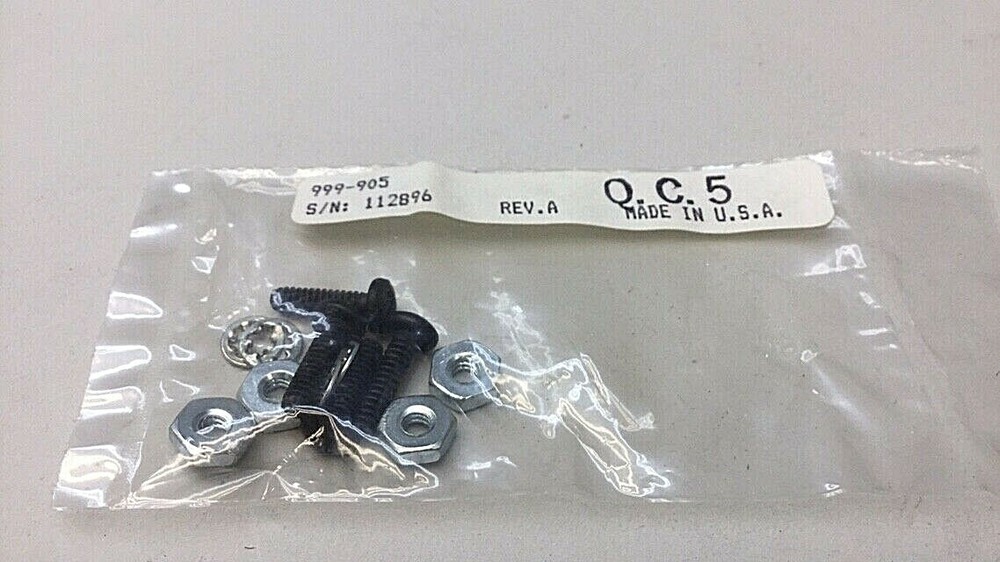 999-905
S/N: 112896
REV.A
Q.C.5
MADE IN U.S.A.